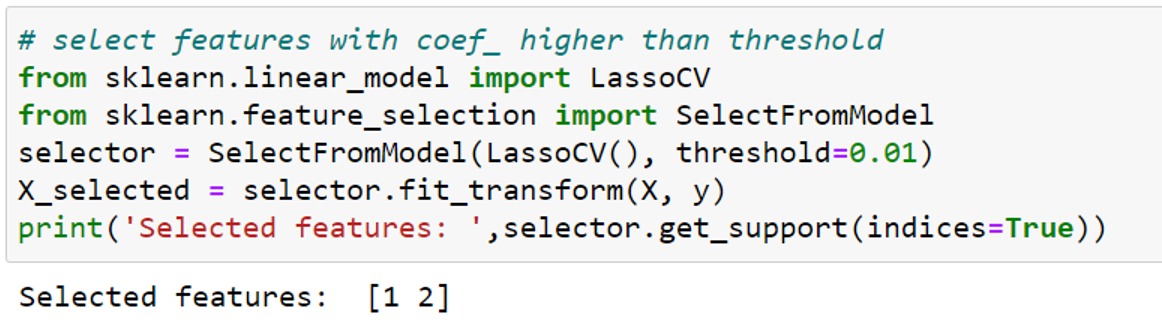 # select features with coef_ higher than threshold
from sklearn.linear_model import LassoCV
from sklearn.feature_selection import SelectFromModel
selector = SelectFromModel(LassoCV(), threshold=0.01)
X_selected = selector.fit_transform(X, y)
print('Selected features: ',selector.get_support(indices=True))
Selected features:  [1 2]